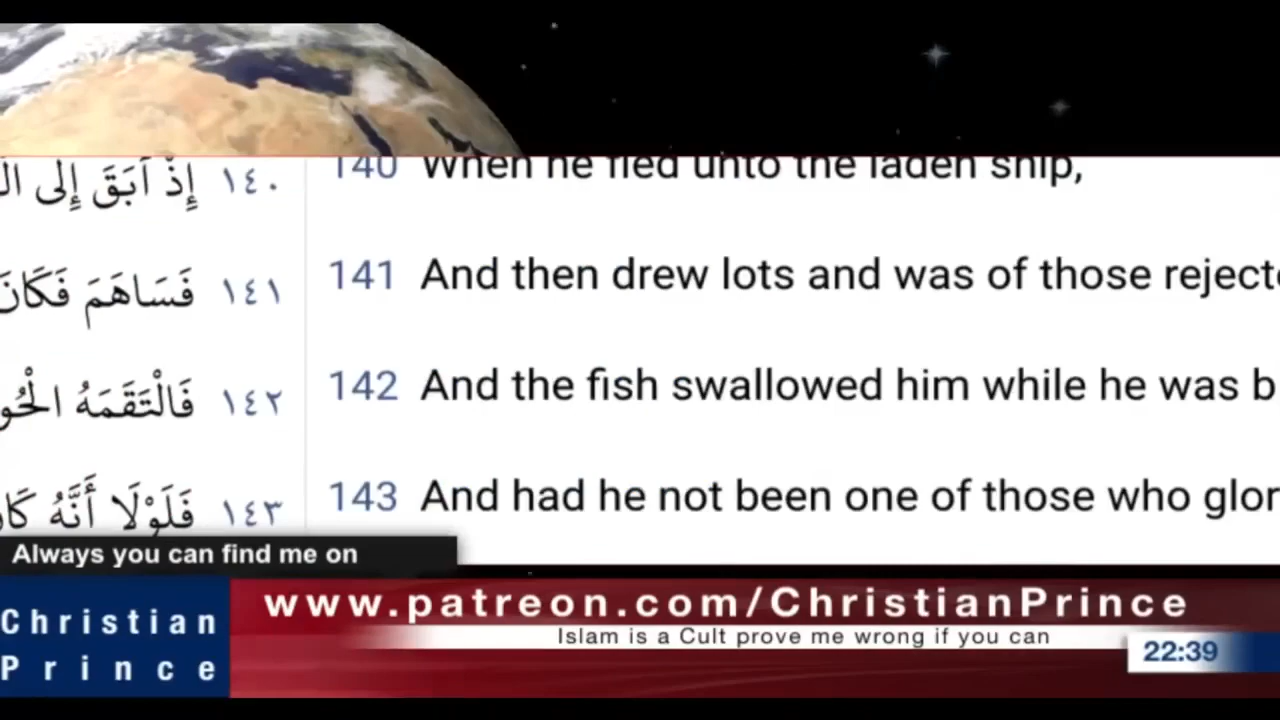 140 When he fled unto the laden ship,
إِذْ أَبَقَ إِلَى ١٤٠
141 And then drew lots and was of those
فَسَاهَمَ فَكَانَ ١٤١
142 And the fish swallowed him while he was
فَالْتَقَمَهُ ١٤٢
143 And had he not been one of those who
فَلَوْلَا أَنَّهُ ١٤٣
Always you can find me on
Christian
Prince
www.patreon.com/ChristianPrince
Islam is a Cult prove me wrong if you can
22:39